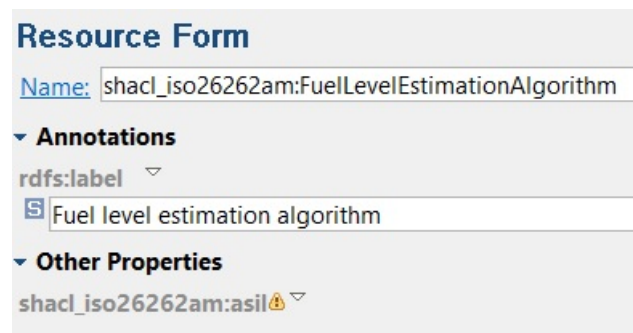 Resource Form
Name: shacl_iso26262am:FuelLevelEstimationAlgorithm
Annotations
rdfs:label
S Fuel level estimation algorithm
Other Properties
shacl_iso26262am:asil